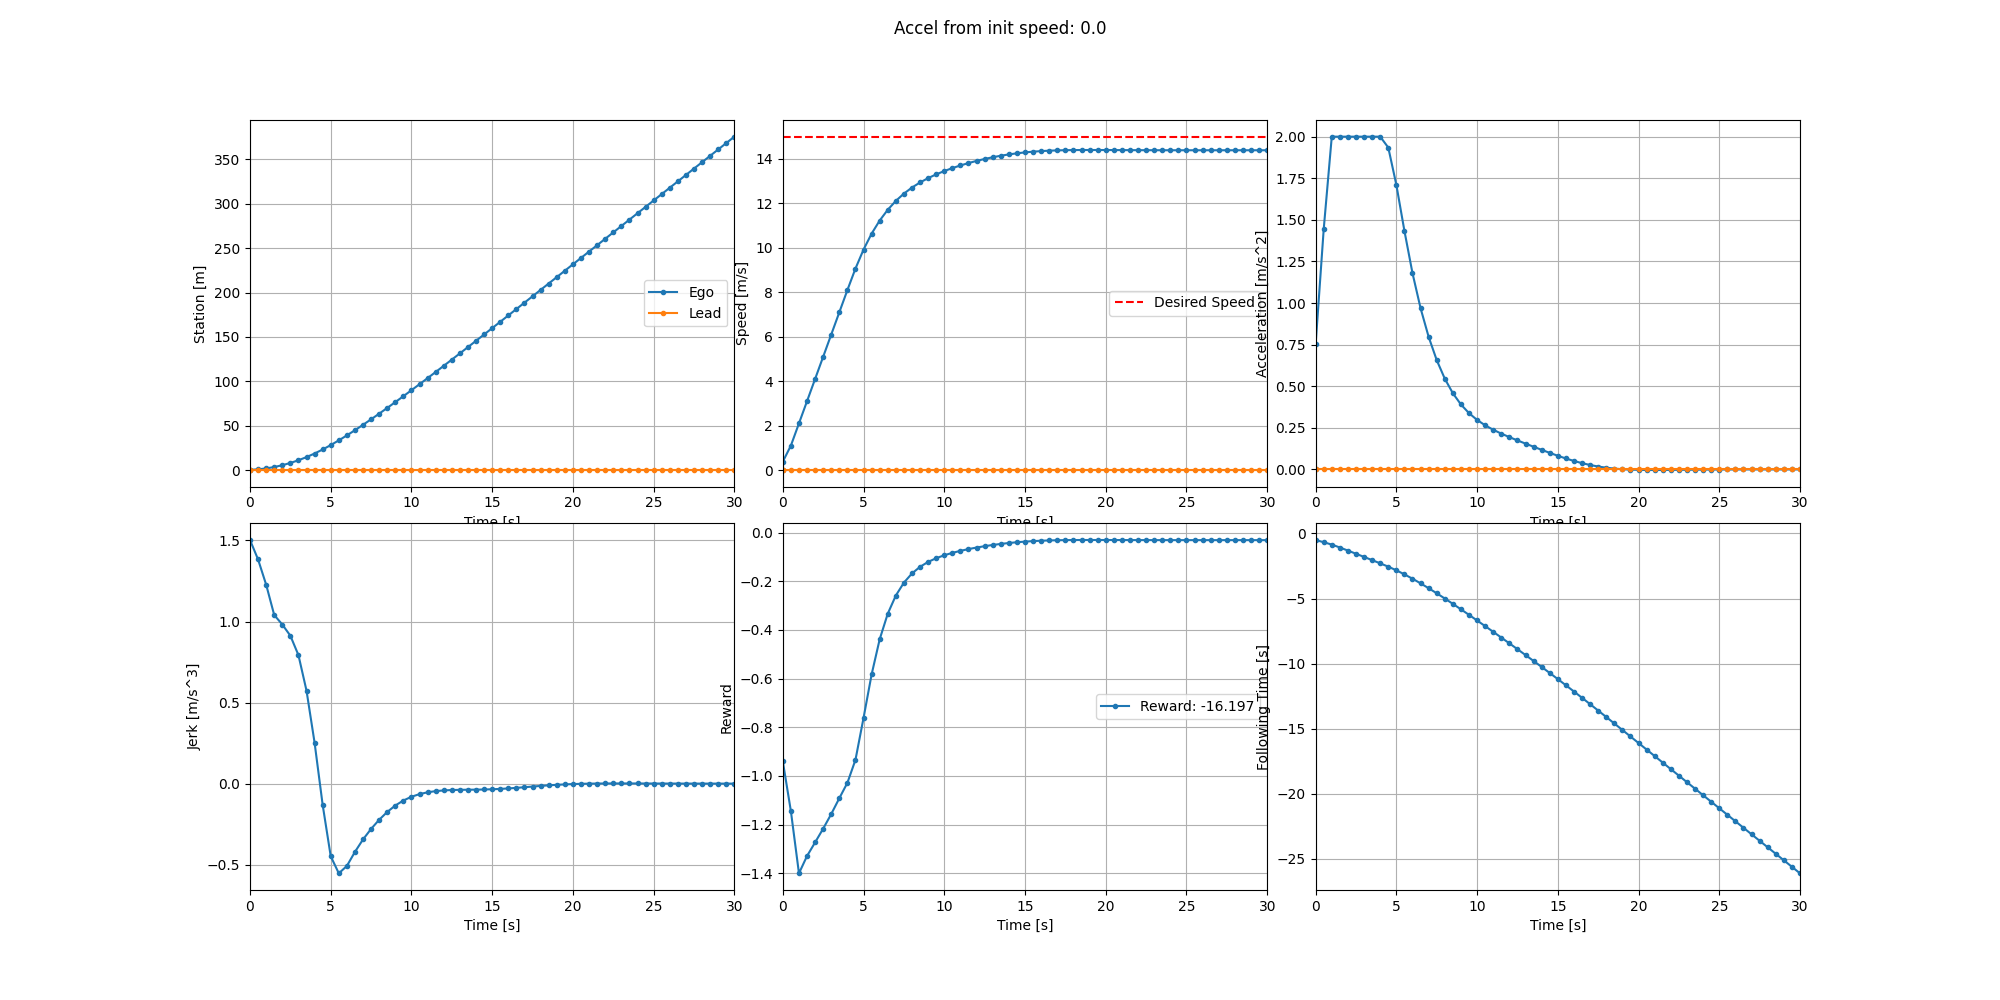 Accel from init speed: 0.0
Station [m]
350
300
250
200
150
100
50
0
0 5 10 15 20 25 30
Time [s]
Ego
Lead
Speed [m/s]
14
12
10
8
6
4
2
0
0 5 10 15 20 25 30
Time [s]
Desired Speed
Acceleration [m/s^2]
2.00
1.75
1.50
1.25
1.00
0.75
0.50
0.25
0.00
0 5 10 15 20 25 30
Time [s]
Jerk [m/s^3]
1.5
1.0
0.5
0.0
−0.5
0 5 10 15 20 25 30
Time [s]
Reward
0.0
−0.2
−0.4
−0.6
−0.8
−1.0
−1.2
−1.4
0 5 10 15 20 25 30
Time [s]
Reward: -16.197
Following Time [s]
0
−5
−10
−15
−20
−25
0 5 10 15 20 25 30
Time [s]